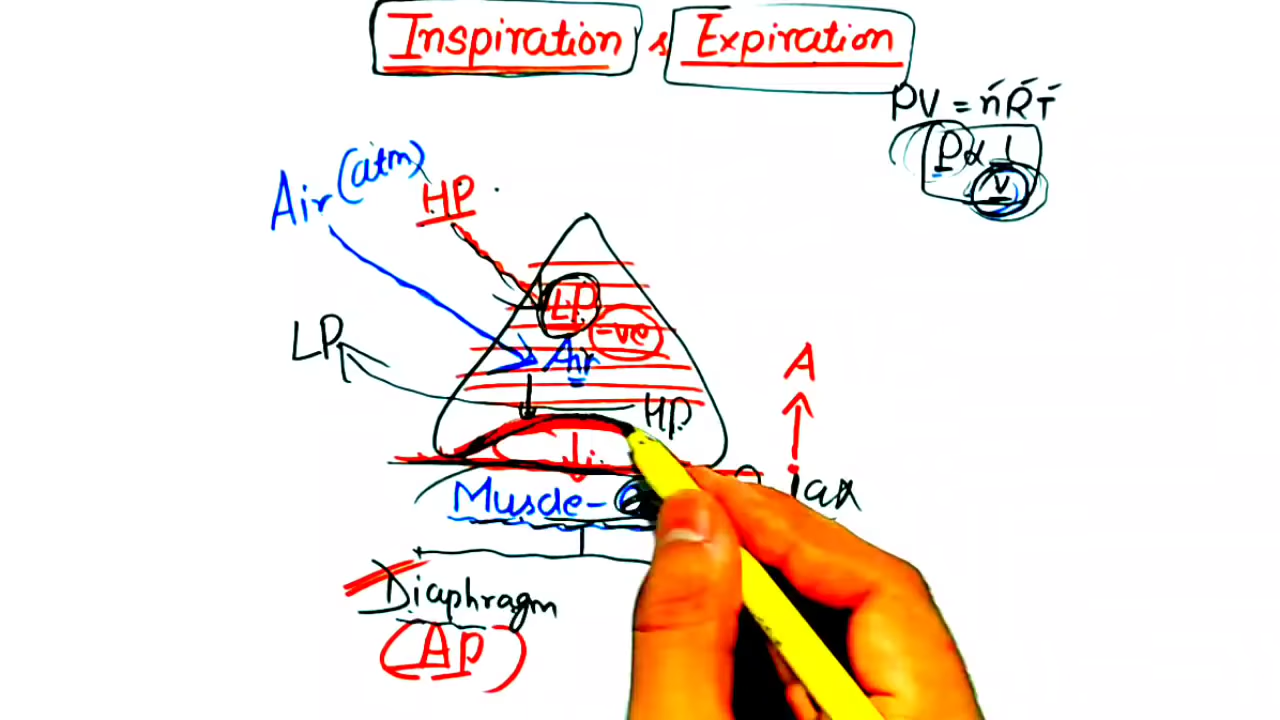 Inspiration & Expiration
PV = nRT
P α 1
V
Air (atm)
HP
LP
-ve
Air
LP
HP
A
Muscle-
Diaphragm
(AP)